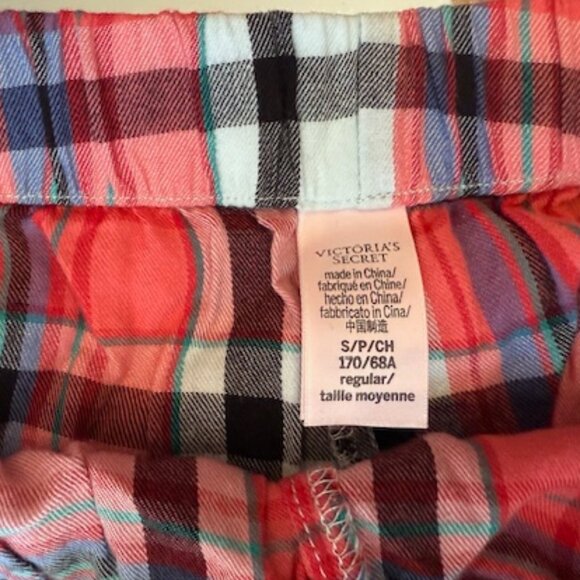 VICTORIA'S
SECRET
made in China/
fabriqué en Chine/
hecho en China/
fabbricato in Cina/
中国制造
S/P/CH
170/68A
regular/
taille moyenne